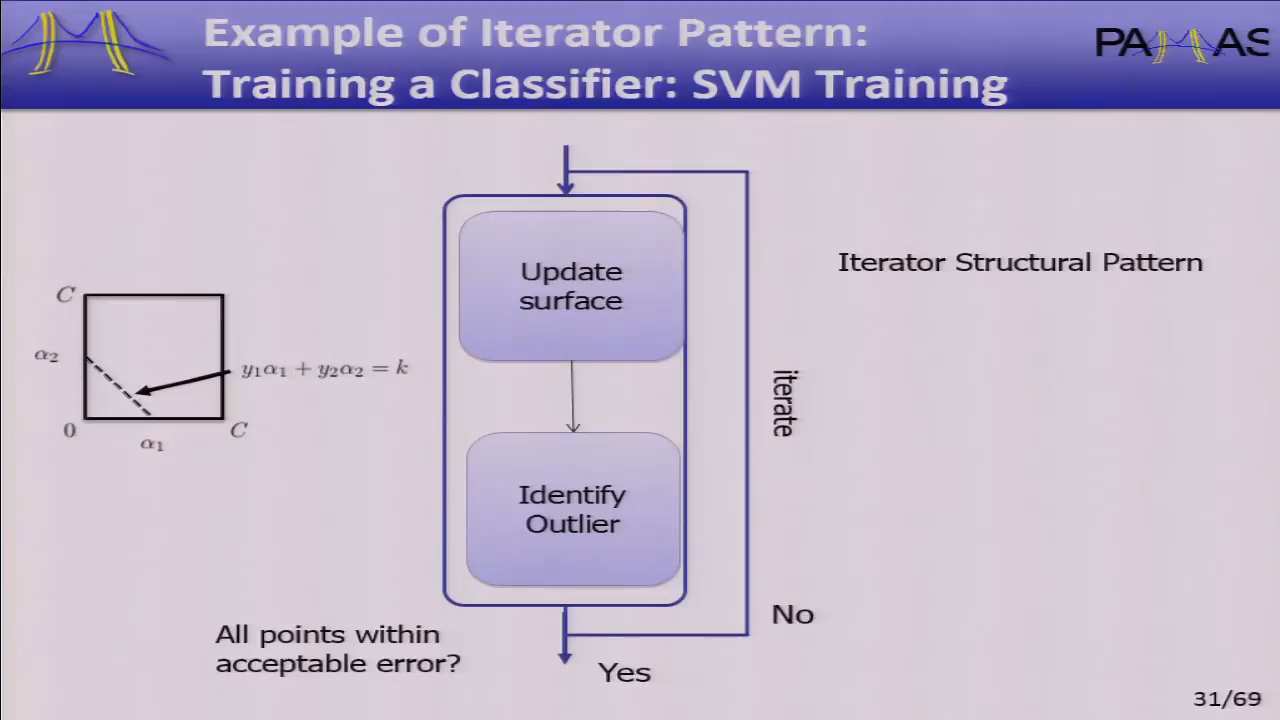 Example of Iterator Pattern:
Training a Classifier: SVM Training
PAMAS
Update
surface
Iterator Structural Pattern
C
α₂
y₁α₁ + y₂α₂ = k
0
C
α₁
iterate
Identify
Outlier
No
All points within
acceptable error?
Yes
31/69